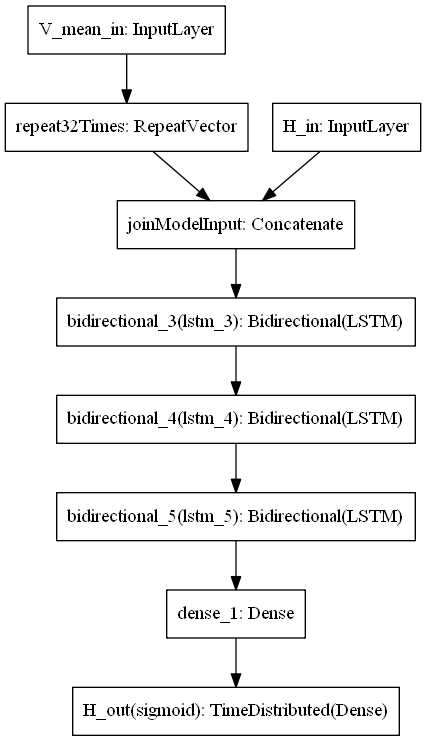 V_mean_in: InputLayer
repeat32Times: RepeatVector
H_in: InputLayer
joinModelInput: Concatenate
bidirectional_3(lstm_3): Bidirectional(LSTM)
bidirectional_4(lstm_4): Bidirectional(LSTM)
bidirectional_5(lstm_5): Bidirectional(LSTM)
dense_1: Dense
H_out(sigmoid): TimeDistributed(Dense)